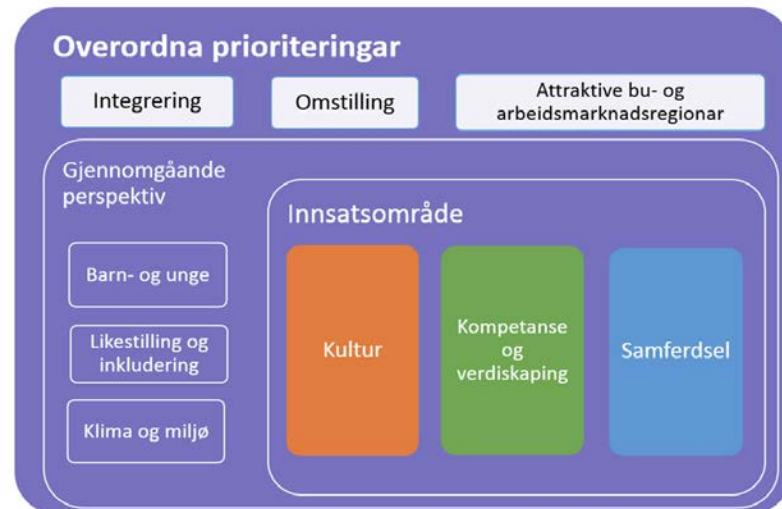 Overordna prioriteringar
Integrering
Omstilling
Attraktive bu- og
arbeidsmarknadsregionar
Gjennomgåande
perspektiv
Barn- og unge
Likestilling og
inkludering
Klima og miljø
Innsatsområde
Kultur
Kompetanse
og
verdiskaping
Samferdsel